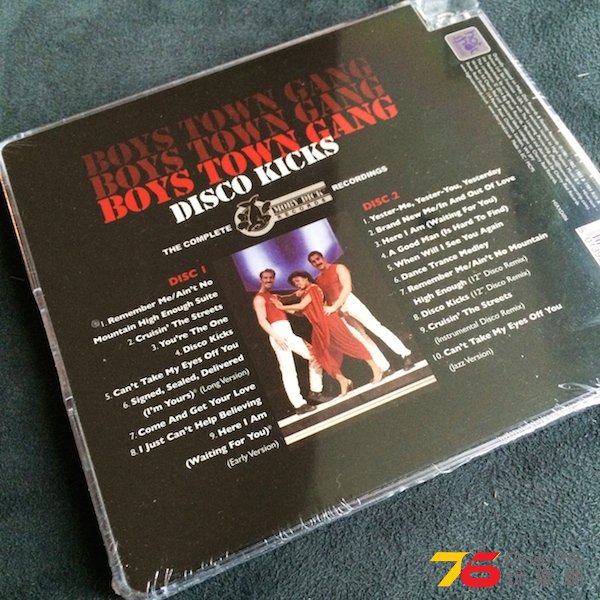 BOYS TOWN GANG
BOYS TOWN GANG
BOYS TOWN GANG
DISCO KICKS
THE COMPLETE MOBY DICK RECORDS RECORDINGS
DISC 1
1. Remember Me/Ain't No
Mountain High Enough Suite
2. Cruisin' The Streets
3. You're The One
4. Disco Kicks
5. Can't Take My Eyes Off You
6. Signed, Sealed, Delivered
(I'm Yours) (Long Version)
7. Come And Get Your Love
8. I Just Can't Help Believing
9. Here I Am
(Waiting For You)
(Early Version)
DISC 2
1. Yester-Me, Yester-You, Yesterday
2. Brand New Me/In And Out Of Love
3. Here I Am (Waiting For You)
4. A Good Man (Is Hard To Find)
5. When Will I See You Again
6. Dance Trance Medley
7. Remember Me/Ain't No Mountain
High Enough (12" Disco Remix)
8. Disco Kicks (12" Disco Remix)
9. Cruisin' The Streets
(Instrumental Disco Remix)
10. Can't Take My Eyes Off You
(Jazz Version)
76